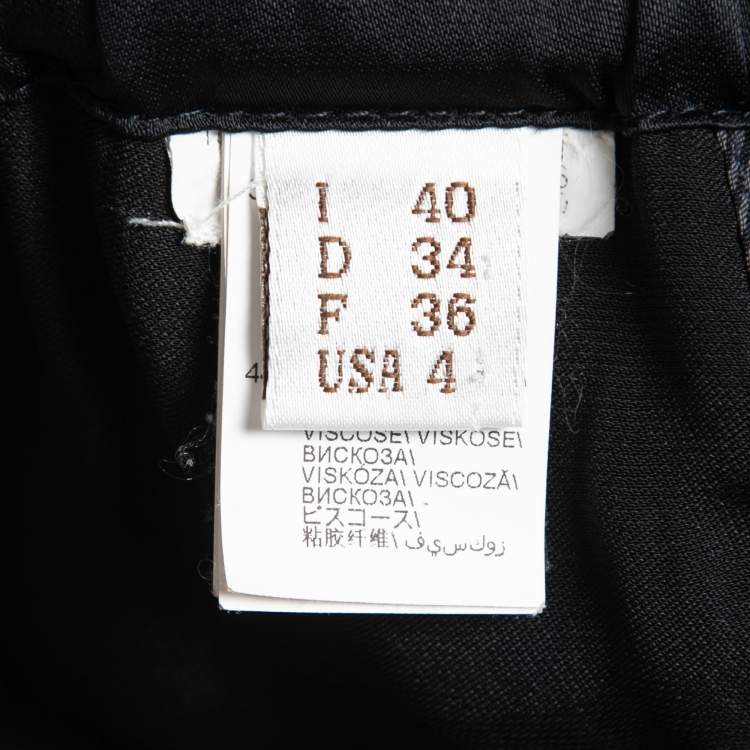 I 40
D 34
F 36
USA 4
VISCOSE\ VISKOSE\
ВИСКОЗА\
VISKÓZA\ VISCOZĂ\
ВИСКОЗА\
ビスコース\
粘胶纤维\ زوكسيف